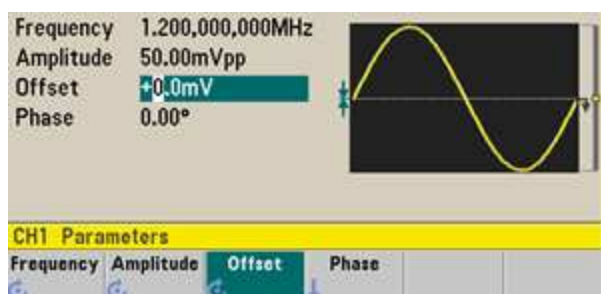 Frequency 1.200,000,000MHz
Amplitude 50.00mVpp
Offset +0.0mV
Phase 0.00°
CH1 Parameters
Frequency Amplitude Offset Phase